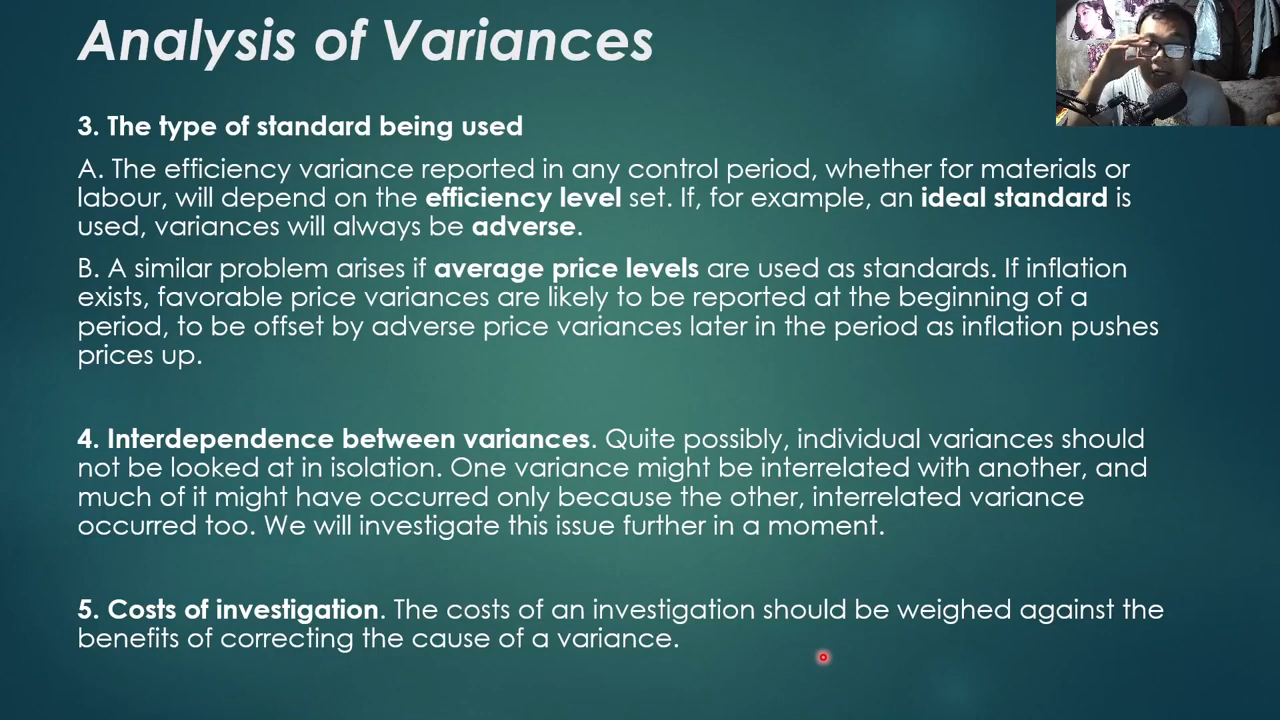 Analysis of Variances
3. The type of standard being used
A. The efficiency variance reported in any control period, whether for materials or
labour, will depend on the efficiency level set. If, for example, an ideal standard is
used, variances will always be adverse.
B. A similar problem arises if average price levels are used as standards. If inflation
exists, favorable price variances are likely to be reported at the beginning of a
period, to be offset by adverse price variances later in the period as inflation pushes
prices up.
4. Interdependence between variances. Quite possibly, individual variances should
not be looked at in isolation. One variance might be interrelated with another, and
much of it might have occurred only because the other, interrelated variance
occurred too. We will investigate this issue further in a moment.
5. Costs of investigation. The costs of an investigation should be weighed against the
benefits of correcting the cause of a variance.